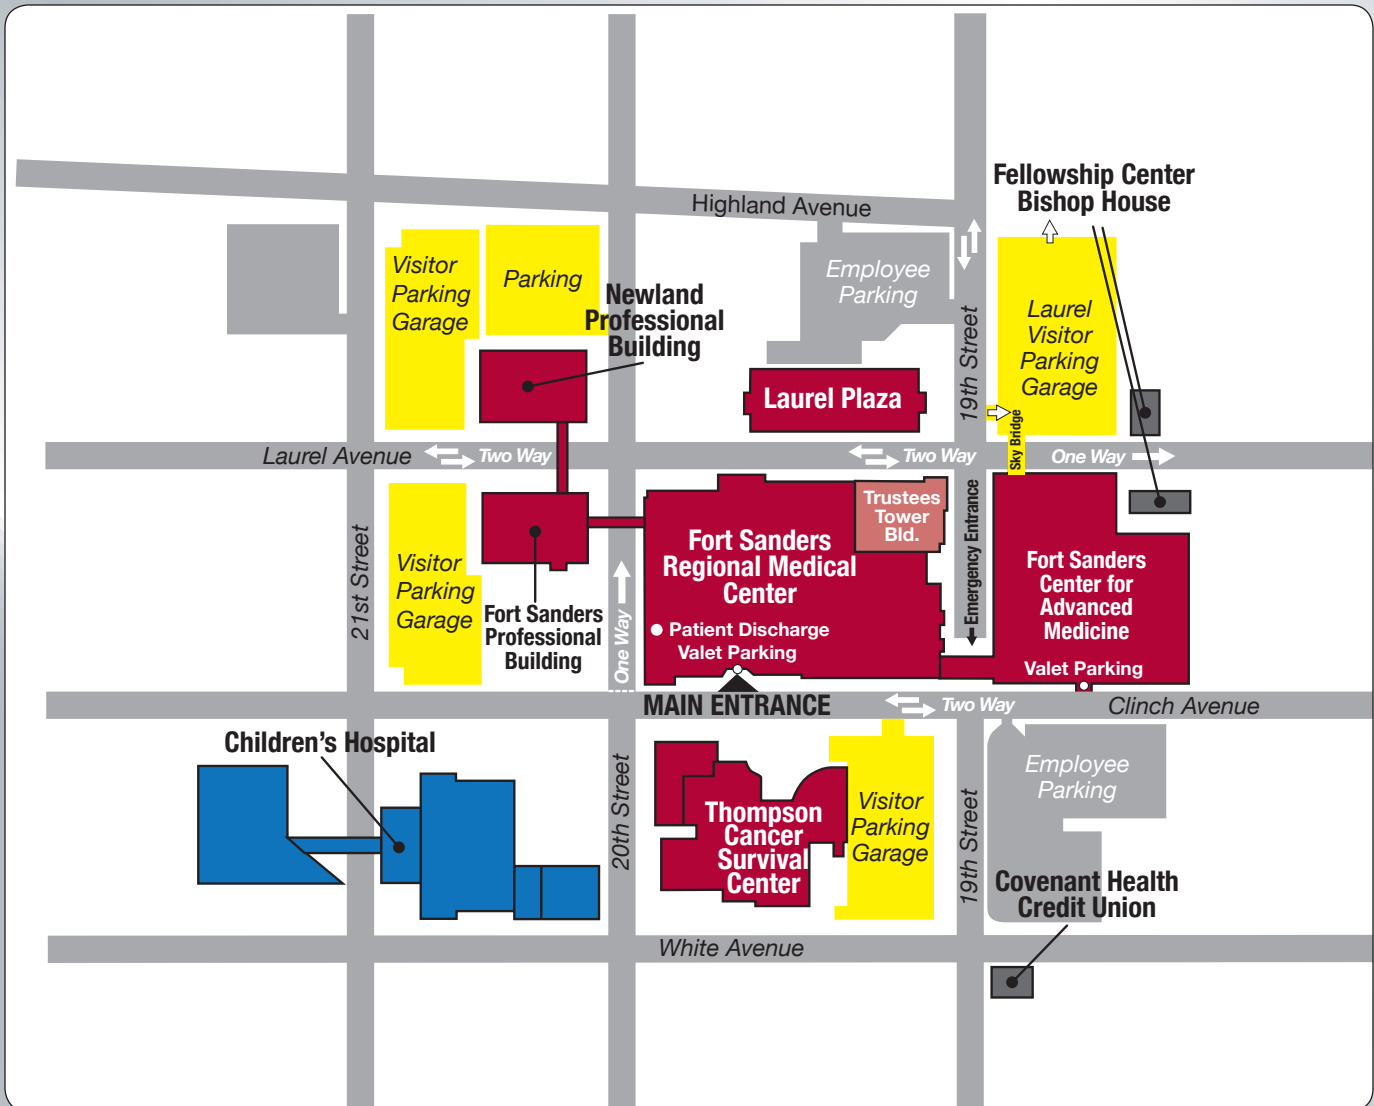 Highland Avenue
Fellowship Center
Bishop House
Visitor
Parking
Garage
Parking
Newland
Professional
Building
Employee
Parking
19th Street
Laurel
Visitor
Parking
Garage
Laurel Plaza
Sky Bridge
Laurel Avenue
Two Way
Two Way
One Way
21st Street
Visitor
Parking
Garage
Fort Sanders
Professional
Building
One Way
Fort Sanders
Regional Medical
Center
Patient Discharge
Valet Parking
Trustees
Tower
Bld.
Emergency Entrance
Fort Sanders
Center for
Advanced
Medicine
Valet Parking
MAIN ENTRANCE
Two Way
Clinch Avenue
Children's Hospital
20th Street
Thompson
Cancer
Survival
Center
Visitor
Parking
Garage
19th Street
Employee
Parking
Covenant Health
Credit Union
White Avenue